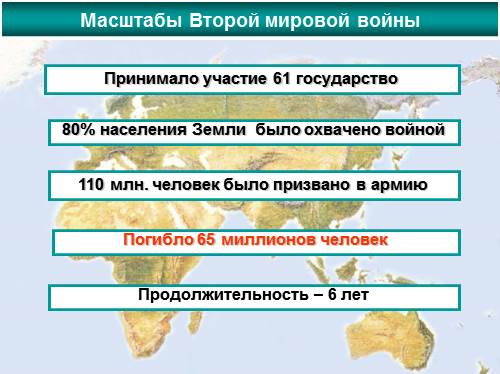 Масштабы Второй мировой войны
Принимало участие 61 государство
80% населения Земли было охвачено войной
110 млн. человек было призвано в армию
Погибло 65 миллионов человек
Продолжительность – 6 лет